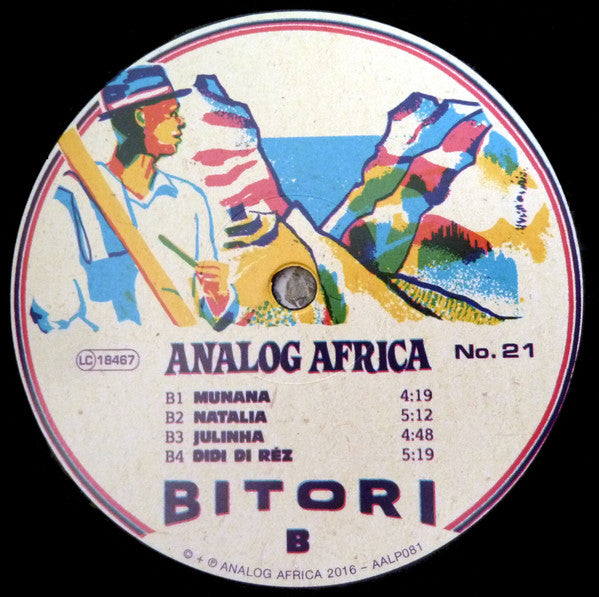 LC 18467
ANALOG AFRICA No. 21
B1 MUNANA 4:19
B2 NATALIA 5:12
B3 JULINHA 4:48
B4 DIDI DI RÉZ 5:19
BITORI
B
© + ℗ ANALOG AFRICA 2016 – AALP081